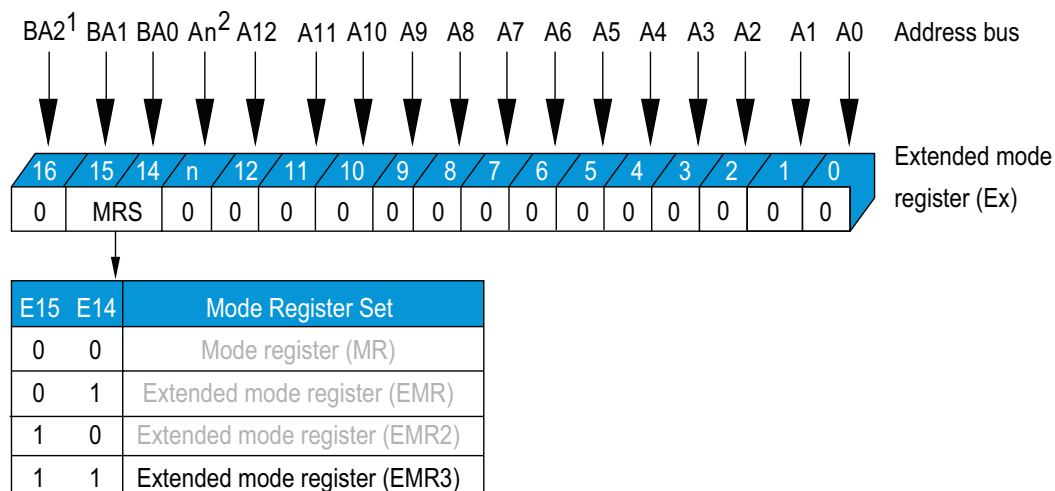 BA2¹ BA1 BA0 An² A12 A11 A10 A9 A8 A7 A6 A5 A4 A3 A2 A1 A0 Address bus
16 15 14 n 12 11 10 9 8 7 6 5 4 3 2 1 0 Extended mode
0 MRS 0 0 0 0 0 0 0 0 0 0 0 0 0 0 0 register (Ex)
E15 E14 Mode Register Set
0 0 Mode register (MR)
0 1 Extended mode register (EMR)
1 0 Extended mode register (EMR2)
1 1 Extended mode register (EMR3)